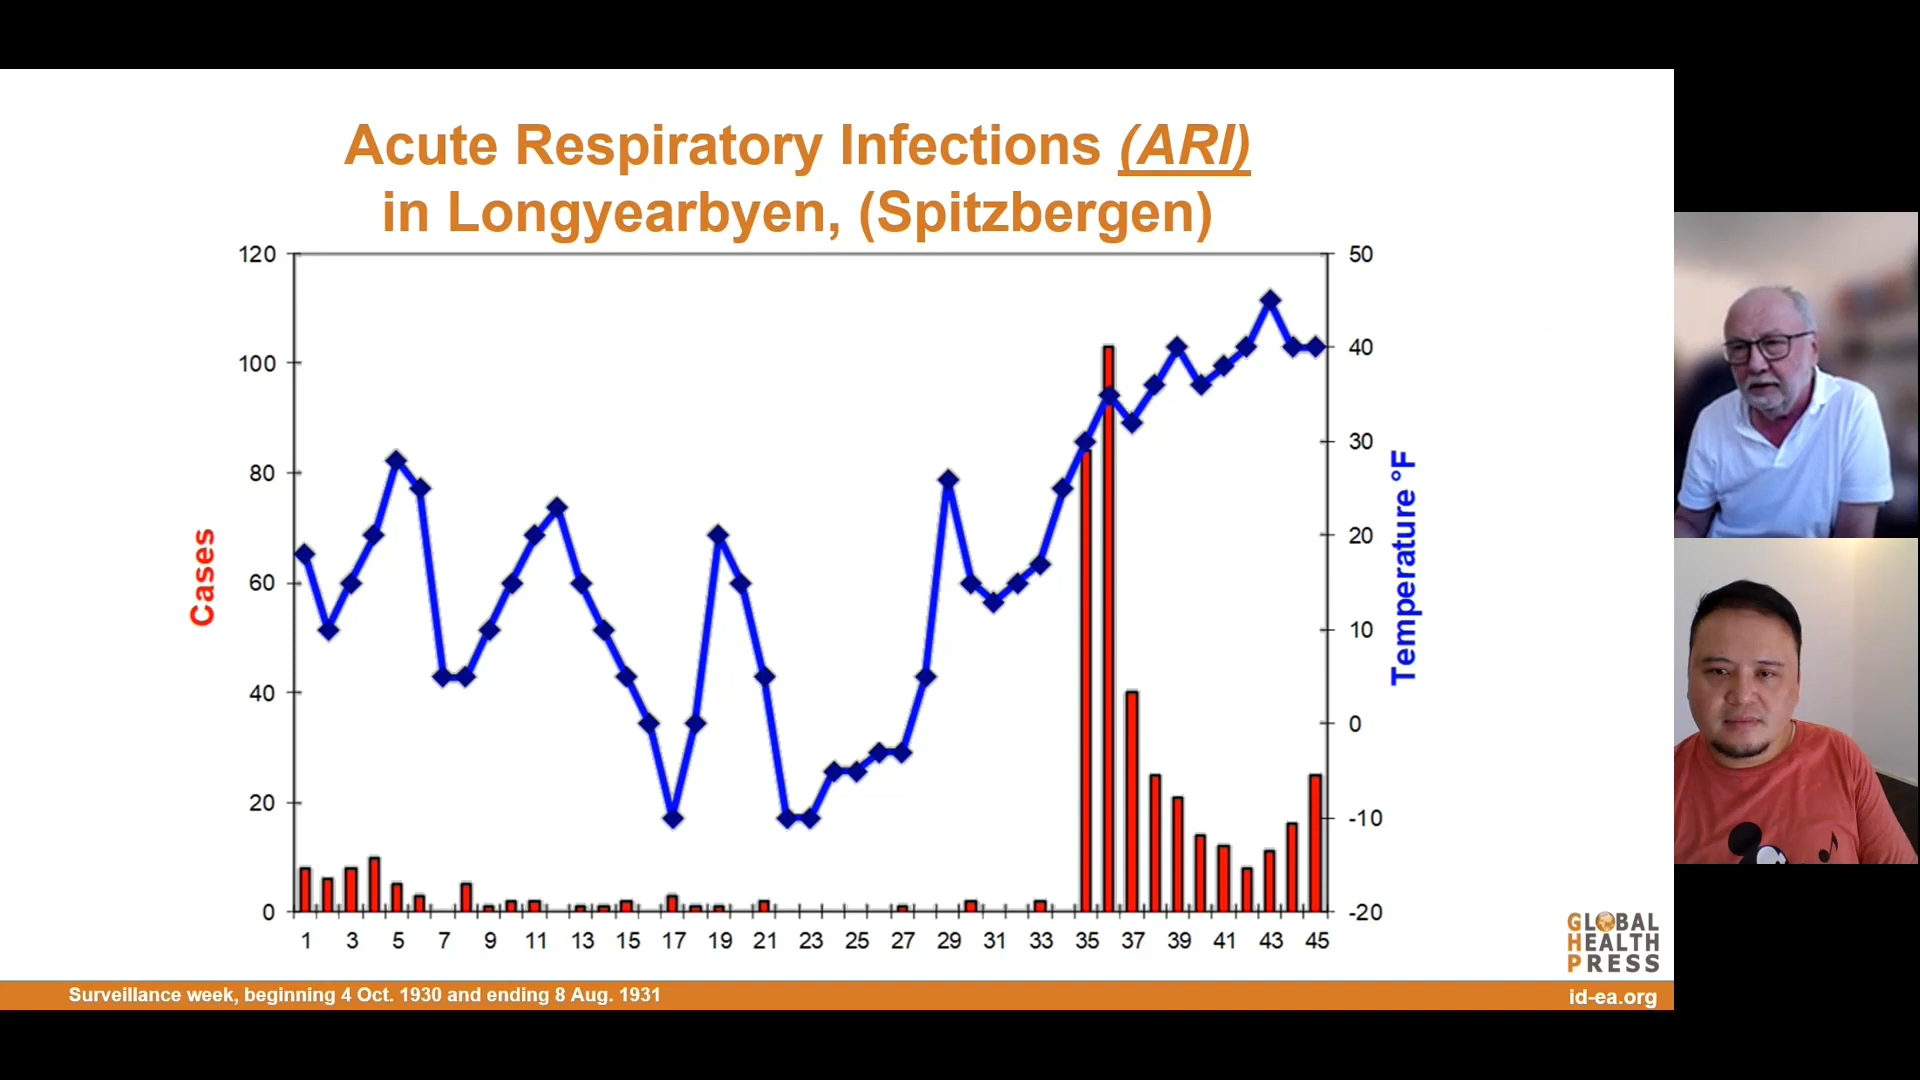 Acute Respiratory Infections (ARI)
in Longyearbyen, (Spitzbergen)
120
100
80
60
40
20
0
Cases
50
40
30
20
10
0
-10
-20
Temperature °F
1 3 5 7 9 11 13 15 17 19 21 23 25 27 29 31 33 35 37 39 41 43 45
GLOBAL
HEALTH
PRESS
Surveillance week, beginning 4 Oct. 1930 and ending 8 Aug. 1931
id-ea.org